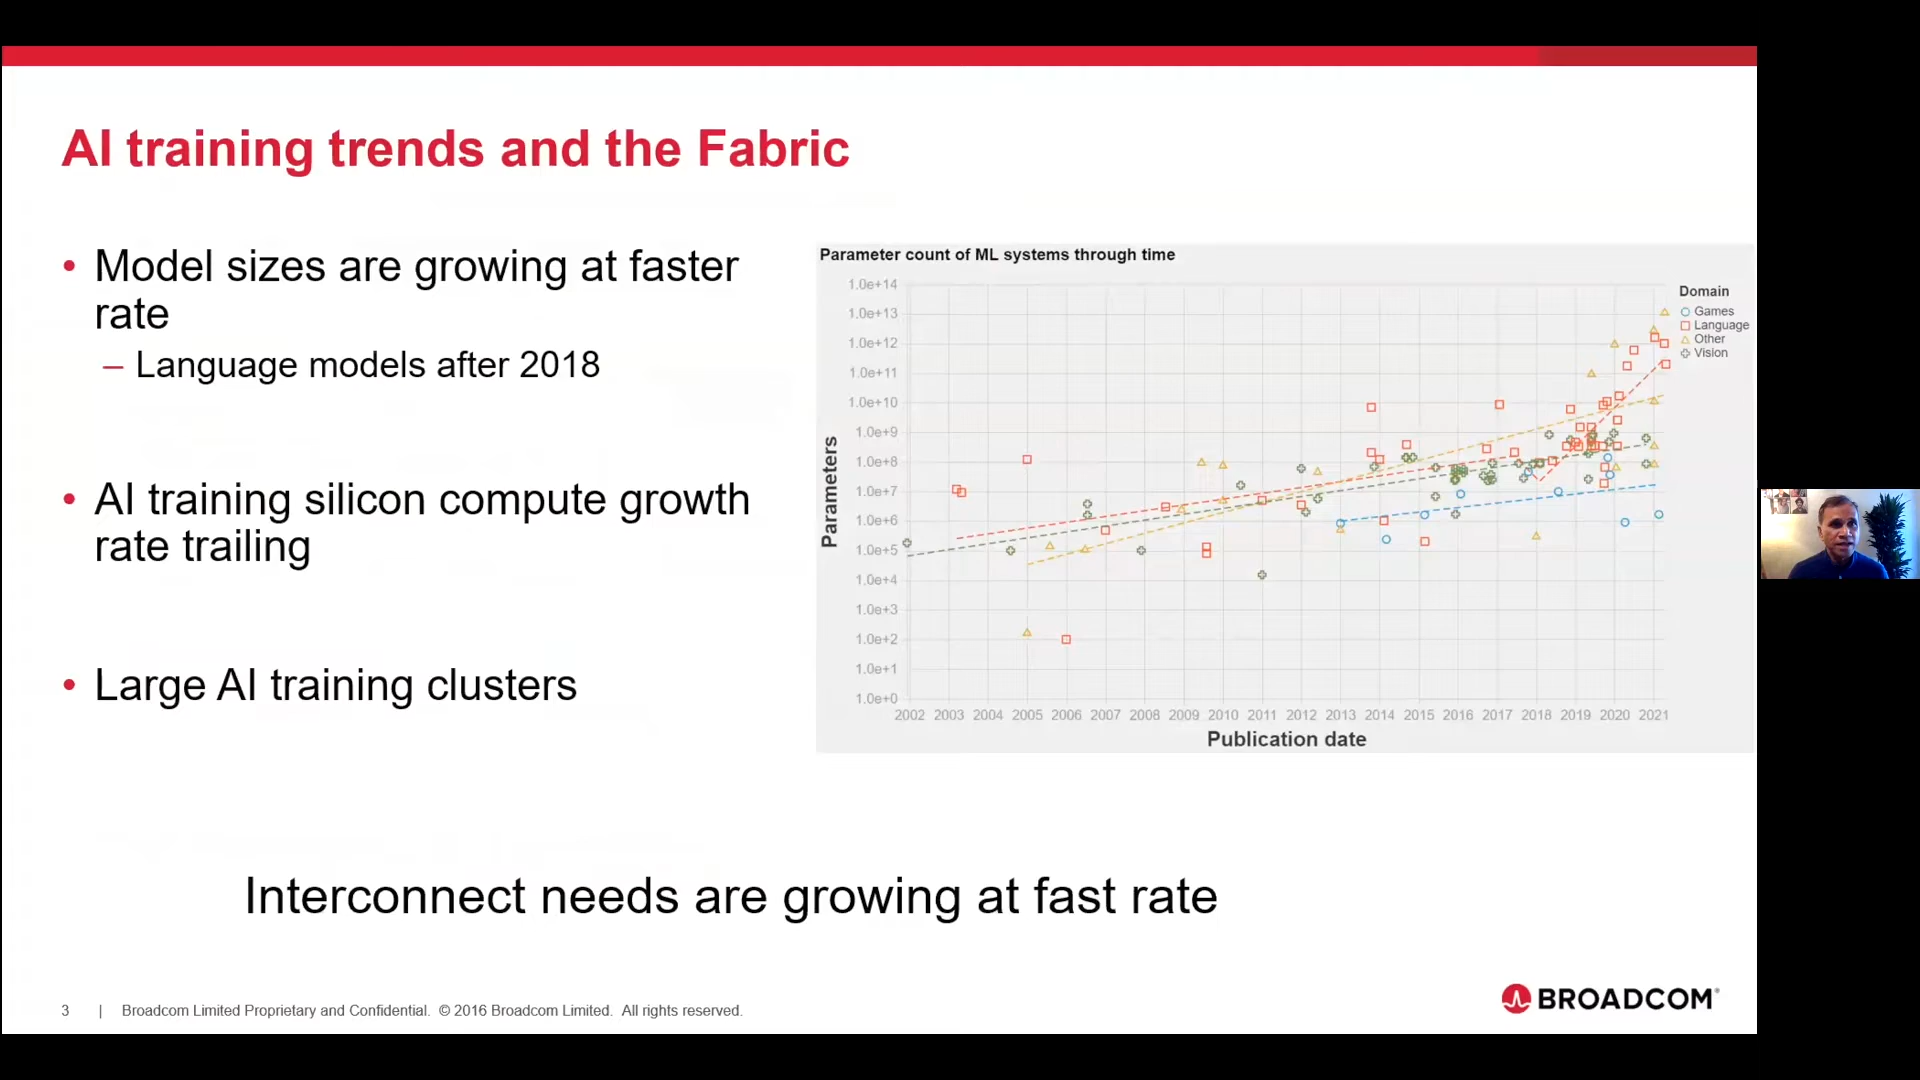 AI training trends and the Fabric
• Model sizes are growing at faster
rate
– Language models after 2018
• AI training silicon compute growth
rate trailing
• Large AI training clusters
Parameter count of ML systems through time
1.0e+14
1.0e+13
1.0e+12
1.0e+11
1.0e+10
1.0e+9
1.0e+8
1.0e+7
1.0e+6
1.0e+5
1.0e+4
1.0e+3
1.0e+2
1.0e+1
1.0e+0
Parameters
2002 2003 2004 2005 2006 2007 2008 2009 2010 2011 2012 2013 2014 2015 2016 2017 2018 2019 2020 2021
Publication date
Domain
Games
Language
Other
Vision
Interconnect needs are growing at fast rate
3 | Broadcom Limited Proprietary and Confidential. © 2016 Broadcom Limited. All rights reserved.
BROADCOM®